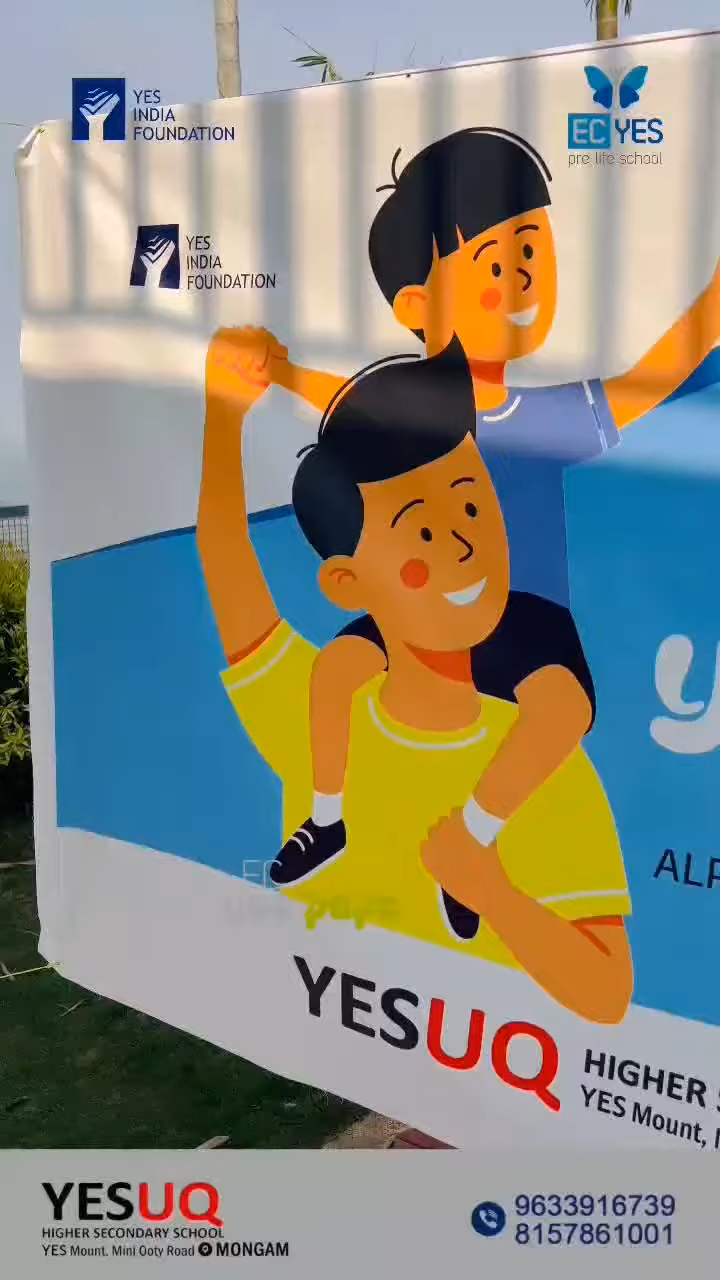 YES
INDIA
FOUNDATION
EC YES
pre life school
YES
INDIA
FOUNDATION
y
ALF
YESUQ
HIGHER
YES Mount,
YESUQ
HIGHER SECONDARY SCHOOL
YES Mount, Mini Ooty Road MONGAM
9633916739
8157861001